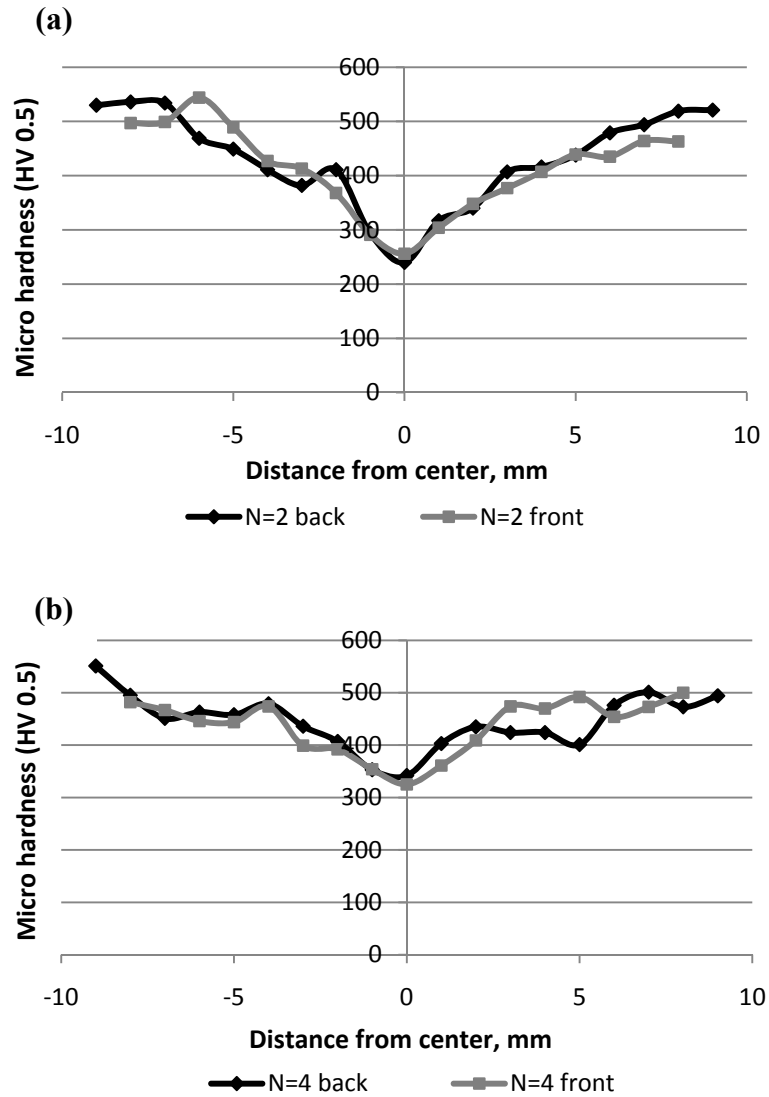 (a)
600
500
400
300
200
100
0
-10 -5 0 5 10
Micro hardness (HV 0.5)
Distance from center, mm
N=2 back N=2 front
(b)
600
500
400
300
200
100
0
-10 -5 0 5 10
Micro hardness (HV 0.5)
Distance from center, mm
N=4 back N=4 front